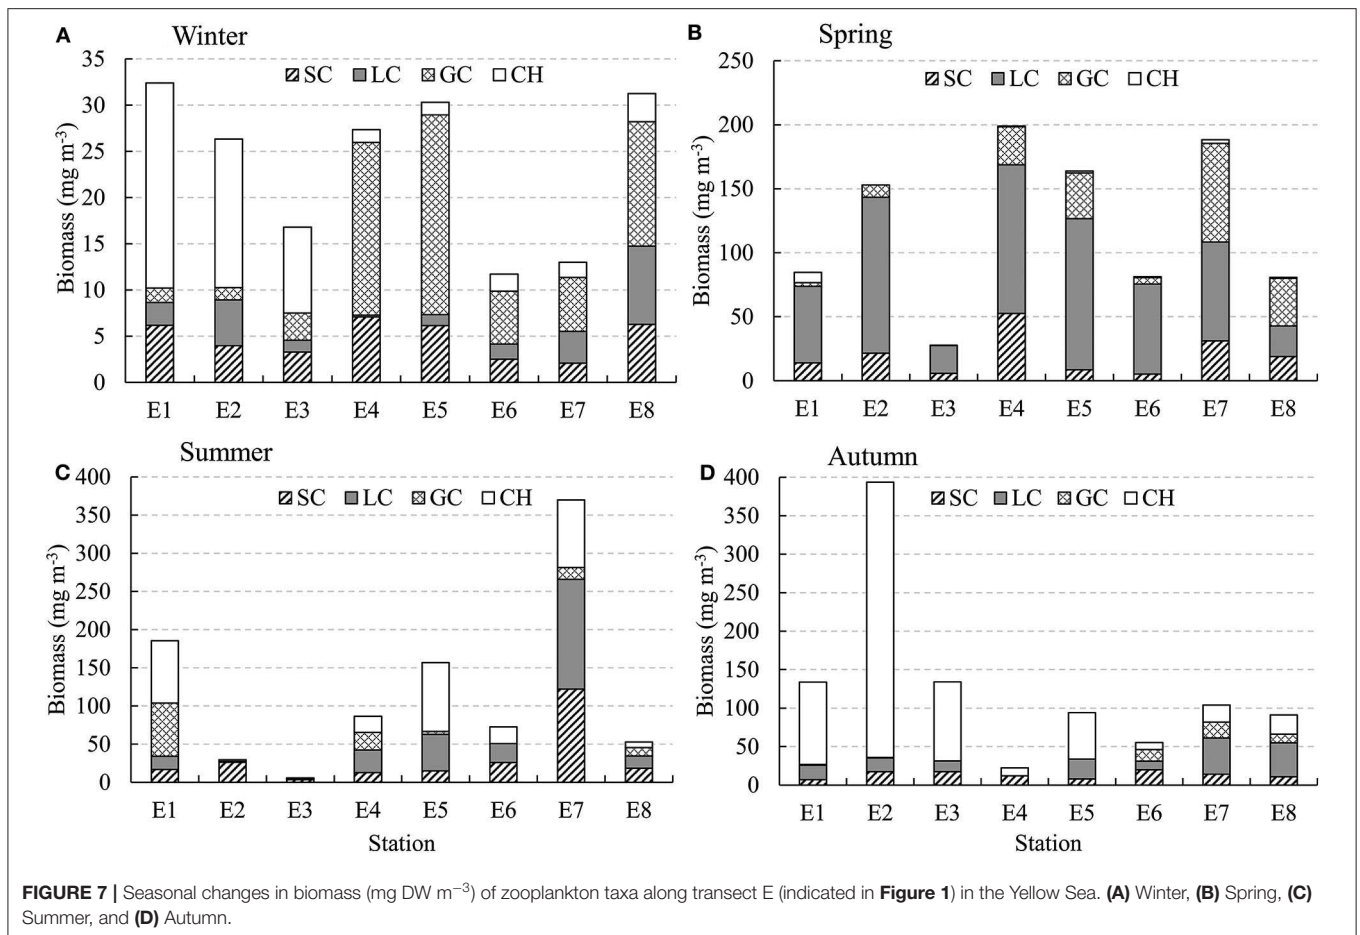 A Winter
35
30
25
20
15
10
5
0
Biomass (mg m-3)
SC LC GC CH
E1 E2 E3 E4 E5 E6 E7 E8
B Spring
250
200
150
100
50
0
Biomass (mg m-3)
SC LC GC CH
E1 E2 E3 E4 E5 E6 E7 E8
C Summer
400
350
300
250
200
150
100
50
0
Biomass (mg m-3)
SC LC GC CH
E1 E2 E3 E4 E5 E6 E7 E8
Station
D Autumn
400
350
300
250
200
150
100
50
0
Biomass (mg m-3)
SC LC GC CH
E1 E2 E3 E4 E5 E6 E7 E8
Station
FIGURE 7 | Seasonal changes in biomass (mg DW m−3) of zooplankton taxa along transect E (indicated in Figure 1) in the Yellow Sea. (A) Winter, (B) Spring, (C)
Summer, and (D) Autumn.